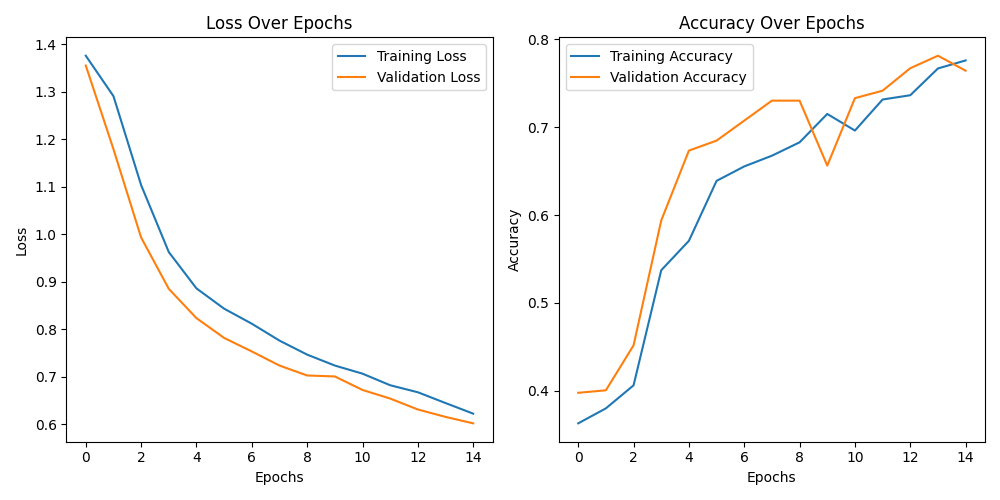 Loss Over Epochs
1.4
1.3
1.2
1.1
1.0
0.9
0.8
0.7
0.6
Loss
Training Loss
Validation Loss
0 2 4 6 8 10 12 14
Epochs
Accuracy Over Epochs
0.8
0.7
0.6
0.5
0.4
Accuracy
Training Accuracy
Validation Accuracy
0 2 4 6 8 10 12 14
Epochs